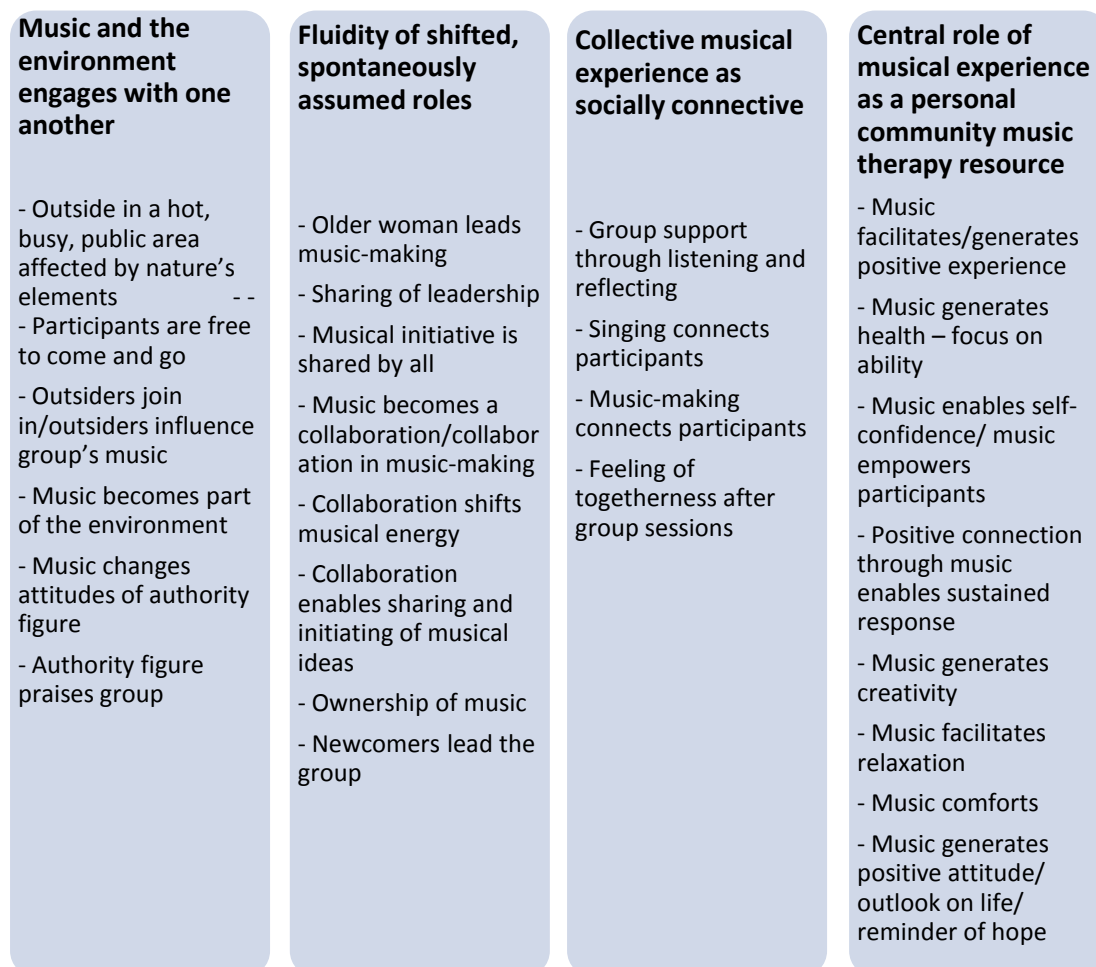 Music and the
environment
engages with one
another
- Outside in a hot,
busy, public area
affected by nature’s
elements - -
- Participants are free
to come and go
- Outsiders join
in/outsiders influence
group’s music
- Music becomes part
of the environment
- Music changes
attitudes of authority
figure
- Authority figure
praises group
Fluidity of shifted,
spontaneously
assumed roles
- Older woman leads
music-making
- Sharing of leadership
- Musical initiative is
shared by all
- Music becomes a
collaboration/collabor
ation in music-making
- Collaboration shifts
musical energy
- Collaboration
enables sharing and
initiating of musical
ideas
- Ownership of music
- Newcomers lead the
group
Collective musical
experience as
socially connective
- Group support
through listening and
reflecting
- Singing connects
participants
- Music-making
connects participants
- Feeling of
togetherness after
group sessions
Central role of
musical experience
as a personal
community music
therapy resource
- Music
facilitates/generates
positive experience
- Music generates
health – focus on
ability
- Music enables self-
confidence/ music
empowers
participants
- Positive connection
through music
enables sustained
response
- Music generates
creativity
- Music facilitates
relaxation
- Music comforts
- Music generates
positive attitude/
outlook on life/
reminder of hope